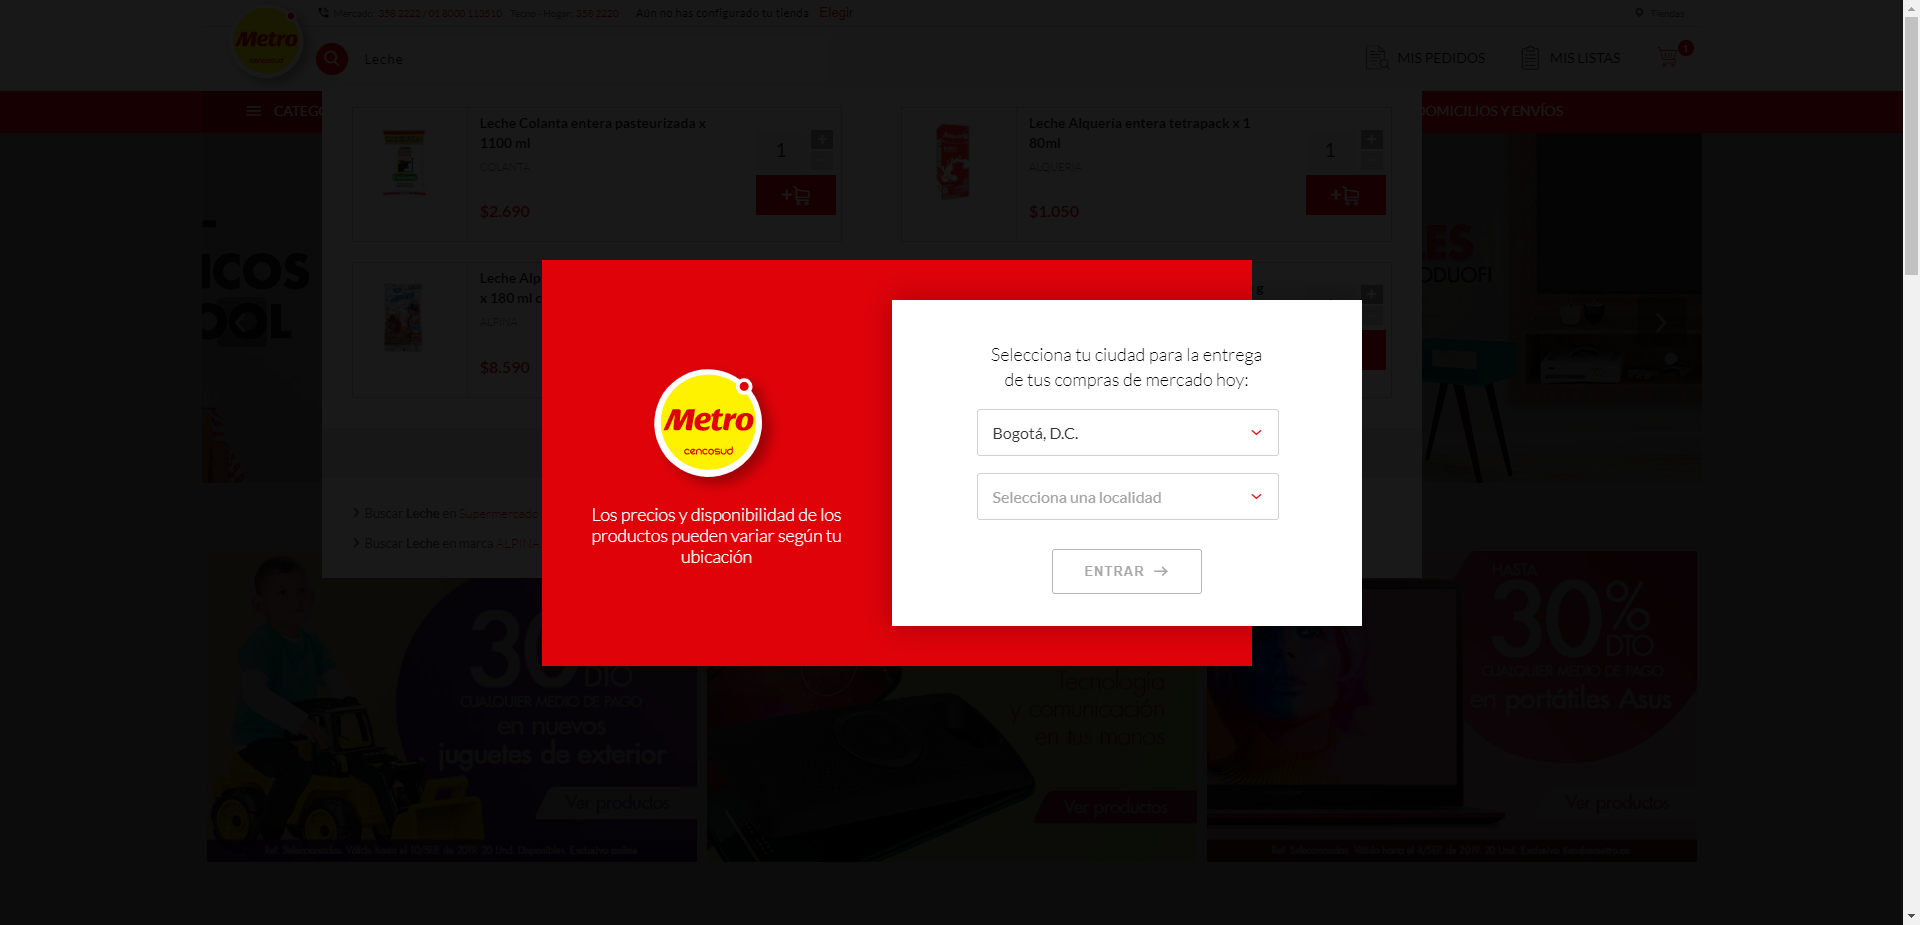 Mercado: 358 2222 / 01 8000 113510 Tecno - Hogar: 358 2220 Aún no has configurado tu tienda Elegir
Tiendas
Metro
cencosud
Leche
MIS PEDIDOS
MIS LISTAS
1
DOMICILIOS Y ENVÍOS
Leche Colanta entera pasteurizada x
1100 ml
COLANTA
1
$2.690
Leche Alqueria entera tetrapack x 1
80ml
ALQUERIA
1
$1.050
Leche Alp
x 180 ml c
ALPINA
$8.590
g
ICOS
OOL
ES
ODUOFI
Metro
cencosud
Los precios y disponibilidad de los
productos pueden variar según tu
ubicación
Selecciona tu ciudad para la entrega
de tus compras de mercado hoy:
Bogotá, D.C.
Selecciona una localidad
ENTRAR
Buscar Leche en Supermercado
Buscar Leche en marca ALPINA
30
DTO
CUALQUIER MEDIO DE PAGO
en nuevos
juguetes de exterior
Ver productos
Tecnología
y comunicación
en tus manos
Ver productos
HASTA
30%
DTO
CUALQUIER MEDIO DE PAGO
en portátiles Asus
Ver productos